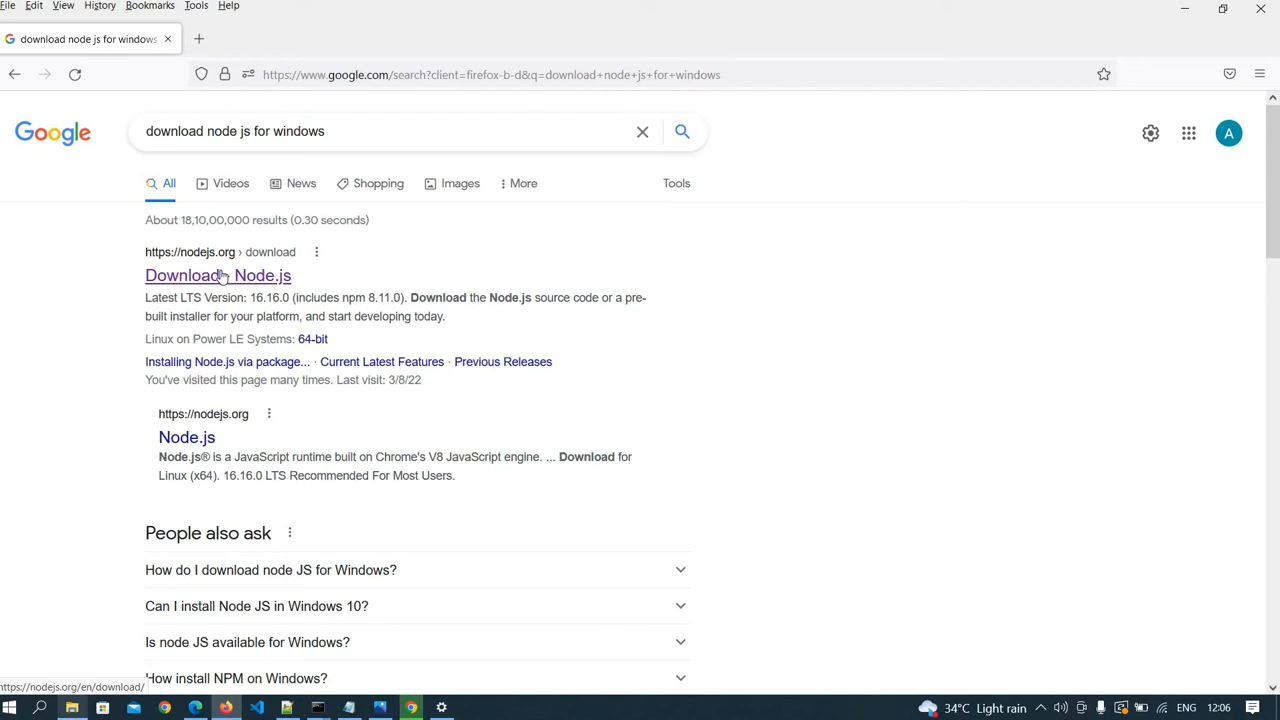 File Edit View History Bookmarks Tools Help
download node js for windows
https://www.google.com/search?client=firefox-b-d&q=download+node+js+for+windows
Google
download node js for windows
A
All Videos News Shopping Images More Tools
About 18,10,00,000 results (0.30 seconds)
https://nodejs.org › download
Download Node.js
Latest LTS Version: 16.16.0 (includes npm 8.11.0). Download the Node.js source code or a pre-
built installer for your platform, and start developing today.
Linux on Power LE Systems: 64-bit
Installing Node.js via package... · Current Latest Features · Previous Releases
You've visited this page many times. Last visit: 3/8/22
https://nodejs.org
Node.js
Node.js® is a JavaScript runtime built on Chrome's V8 JavaScript engine. ... Download for
Linux (x64). 16.16.0 LTS Recommended For Most Users.
People also ask
How do I download node JS for Windows?
Can I install Node JS in Windows 10?
Is node JS available for Windows?
How install NPM on Windows?
https://nodejs.org/en/download/
34°C Light rain ENG 12:06